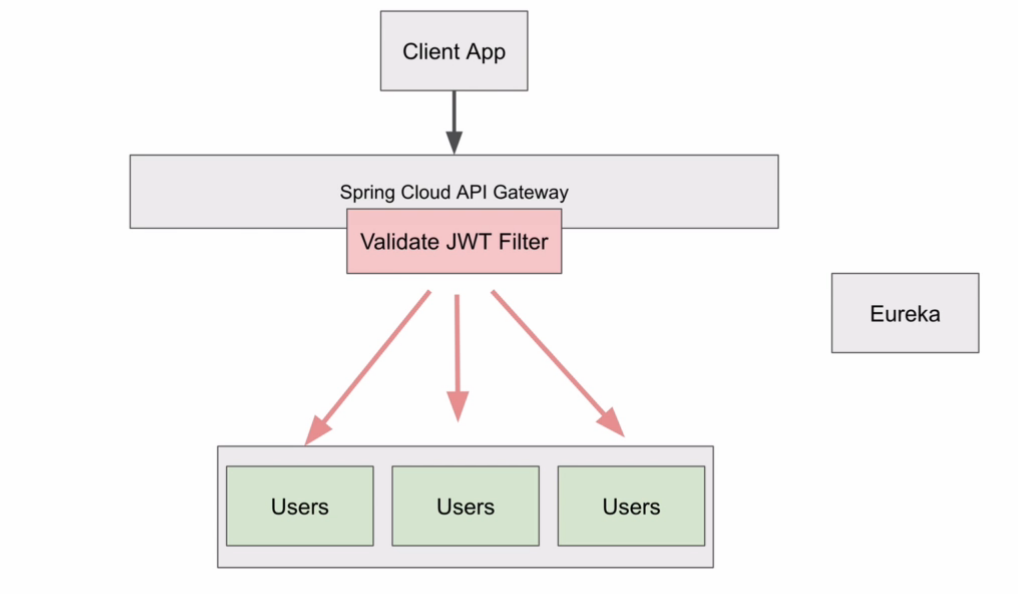 Client App
Spring Cloud API Gateway
Validate JWT Filter
Eureka
Users
Users
Users